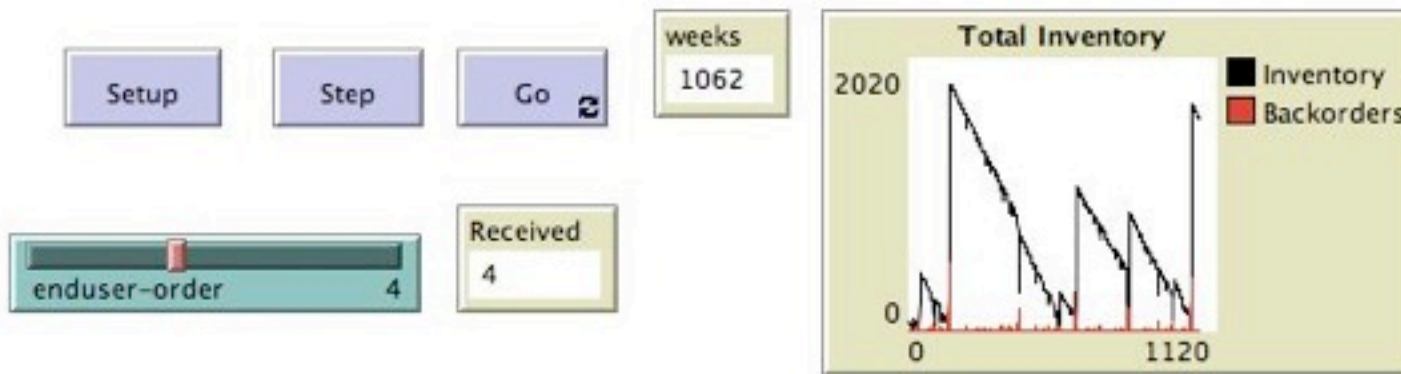 Setup
Step
Go
weeks
1062
enduser-order 4
Received
4
Total Inventory
2020
0
0 1120
Inventory
Backorders